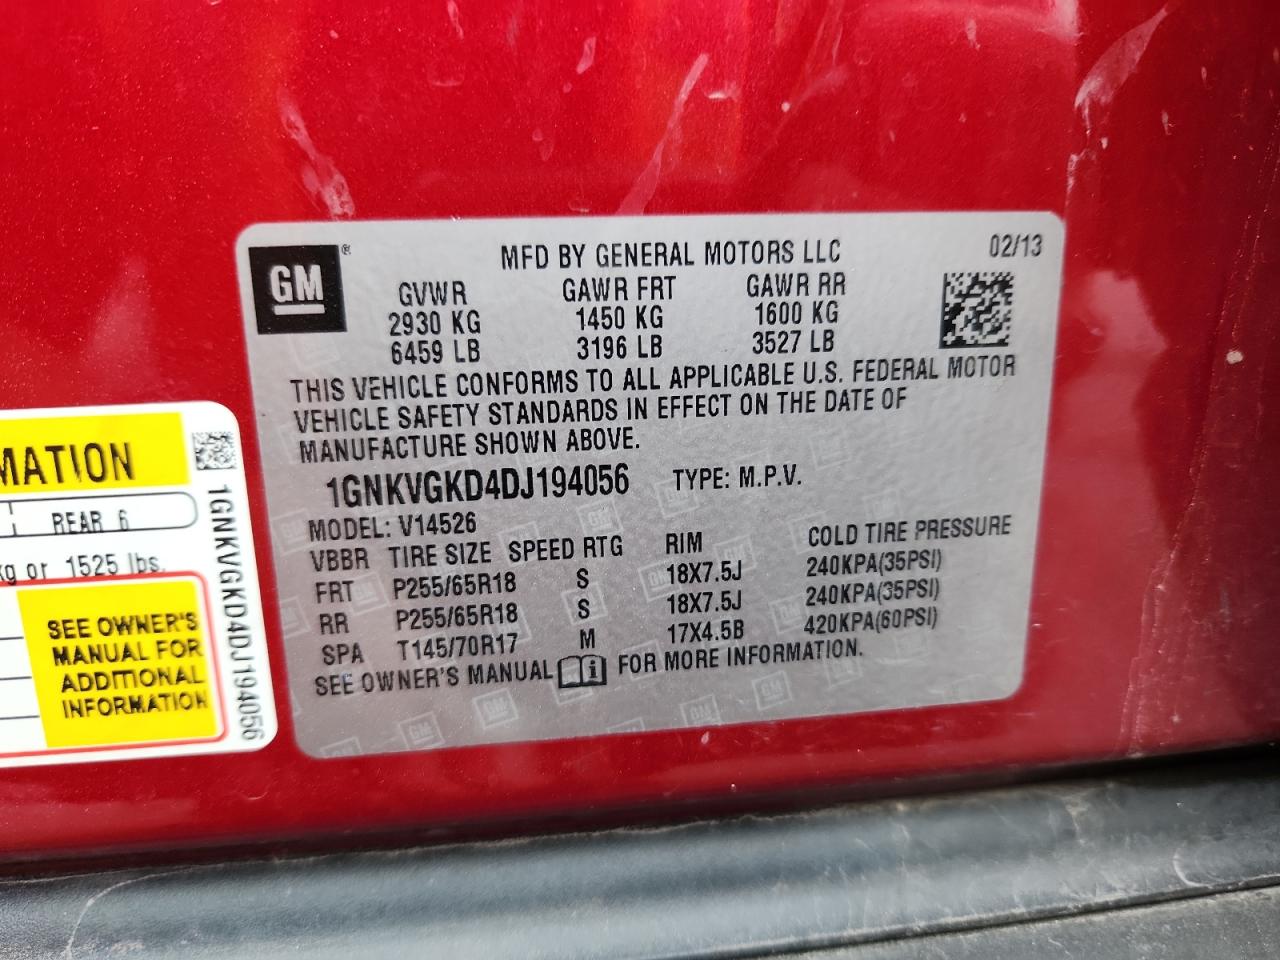 GM
®
MFD BY GENERAL MOTORS LLC
02/13
GVWR GAWR FRT GAWR RR
2930 KG 1450 KG 1600 KG
6459 LB 3196 LB 3527 LB
THIS VEHICLE CONFORMS TO ALL APPLICABLE U.S. FEDERAL MOTOR
VEHICLE SAFETY STANDARDS IN EFFECT ON THE DATE OF
MANUFACTURE SHOWN ABOVE.
1GNKVGKD4DJ194056 TYPE: M.P.V.
MODEL: V14526
VBBR TIRE SIZE SPEED RTG RIM COLD TIRE PRESSURE
FRT P255/65R18 S 18X7.5J 240KPA(35PSI)
RR P255/65R18 S 18X7.5J 240KPA(35PSI)
SPA T145/70R17 M 17X4.5B 420KPA(60PSI)
SEE OWNER'S MANUAL i FOR MORE INFORMATION.
MATION
REAR 6
kg or 1525 lbs.
SEE OWNER'S
MANUAL FOR
ADDITIONAL
INFORMATION
1GNKVGKD4DJ194056